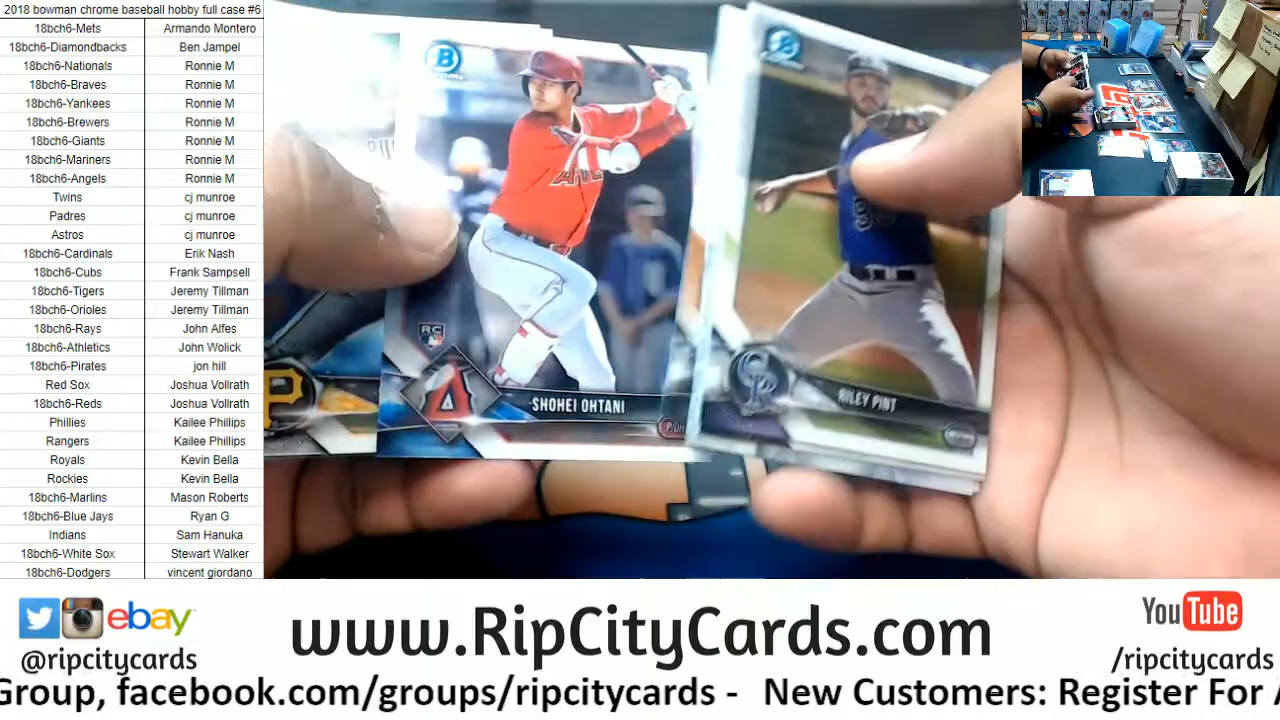 2018 bowman chrome baseball hobby full case #6
18bch6-Mets Armando Montero
18bch6-Diamondbacks Ben Jampel
18bch6-Nationals Ronnie M
18bch6-Braves Ronnie M
18bch6-Yankees Ronnie M
18bch6-Brewers Ronnie M
18bch6-Giants Ronnie M
18bch6-Mariners Ronnie M
18bch6-Angels Ronnie M
Twins cj munroe
Padres cj munroe
Astros cj munroe
18bch6-Cardinals Erik Nash
18bch6-Cubs Frank Sampsell
18bch6-Tigers Jeremy Tillman
18bch6-Orioles Jeremy Tillman
18bch6-Rays John Alfes
18bch6-Athletics John Wolick
18bch6-Pirates jon hill
Red Sox Joshua Vollrath
18bch6-Reds Joshua Vollrath
Phillies Kailee Phillips
Rangers Kailee Phillips
Royals Kevin Bella
Rockies Kevin Bella
18bch6-Marlins Mason Roberts
18bch6-Blue Jays Ryan G
Indians Sam Hanuka
18bch6-White Sox Stewart Walker
18bch6-Dodgers vincent giordano
B
RC
A
SHOHEI OHTANI
P/DH
P
B
CR
RILEY PINT
ebay
@ripcitycards
www.RipCityCards.com
YouTube
/ripcitycards
Group, facebook.com/groups/ripcitycards - New Customers: Register For